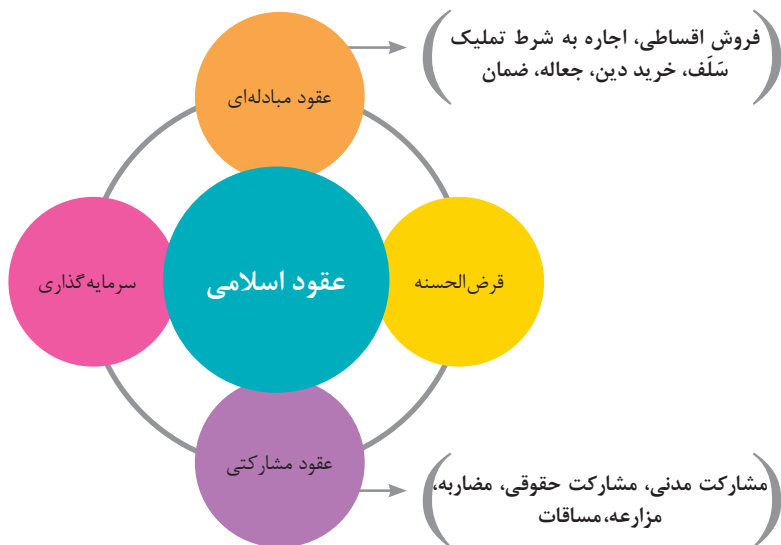 فروش اقساطی، اجاره به شرط تملیک
سَلَف، خرید دین، جعاله، ضمان
عقود مبادله‌ای
قرض‌الحسنه
عقود اسلامی
سرمایه‌گذاری
عقود مشارکتی
مشارکت مدنی، مشارکت حقوقی، مضاربه،
مزارعه،مساقات